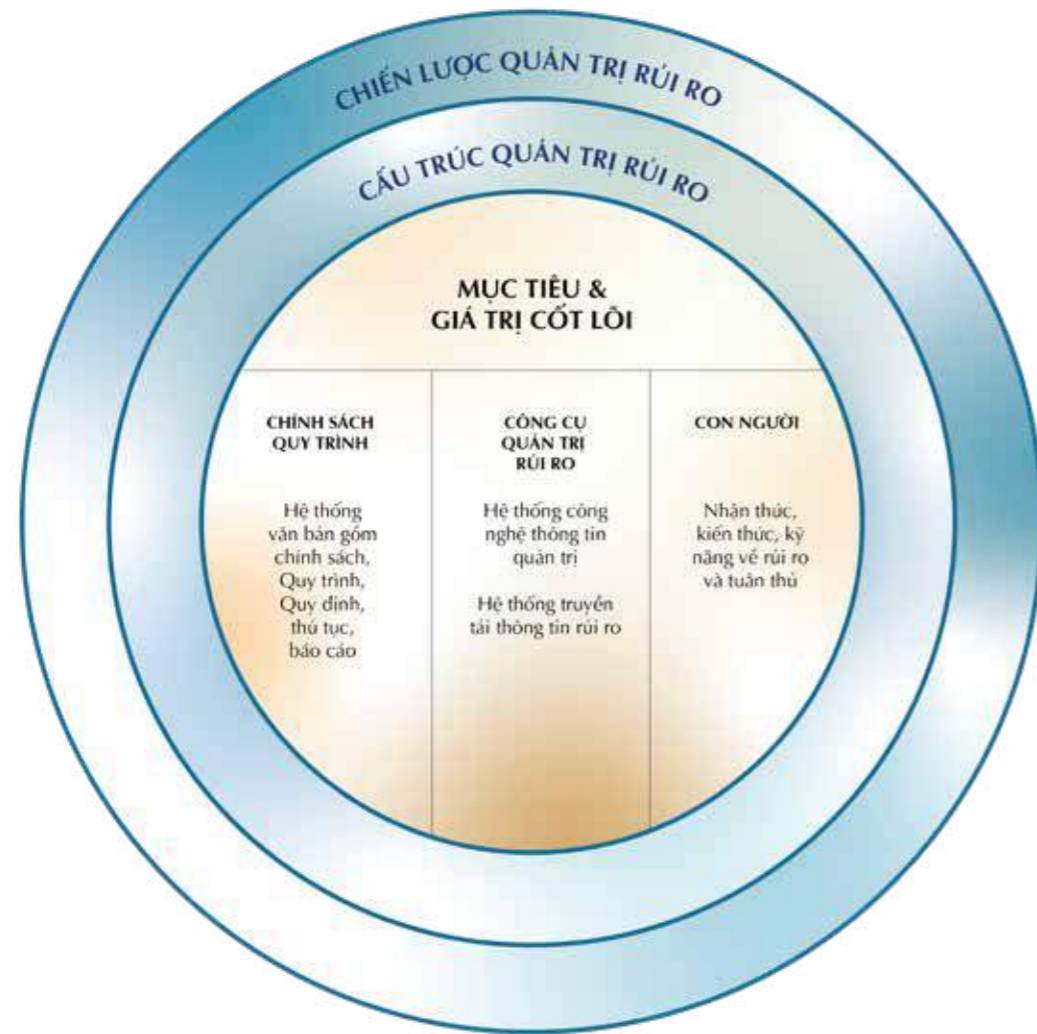 CHIẾN LƯỢC QUẢN TRỊ RỦI RO
CẤU TRÚC QUẢN TRỊ RỦI RO
MỤC TIÊU &
GIÁ TRỊ CỐT LÕI
CHÍNH SÁCH
QUY TRÌNH
Hệ thống
văn bản gồm
chính sách,
Quy trình,
Quy định,
thủ tục,
báo cáo
CÔNG CỤ
QUẢN TRỊ
RỦI RO
Hệ thống công
nghệ thông tin
quản trị
Hệ thống truyền
tải thông tin rủi ro
CON NGƯỜI
Nhận thức,
kiến thức, kỹ
năng về rủi ro
và tuân thủ